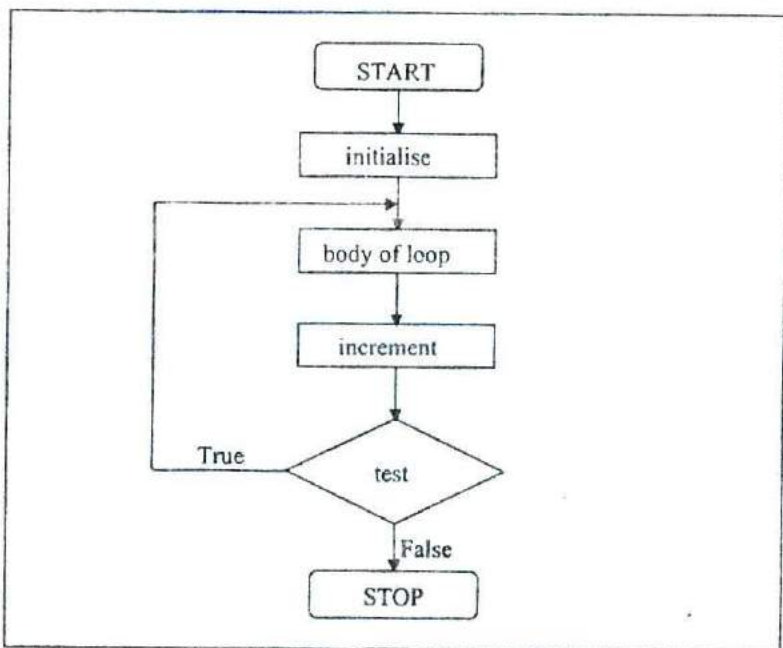 START
initialise
body of loop
increment
True
test
False
STOP